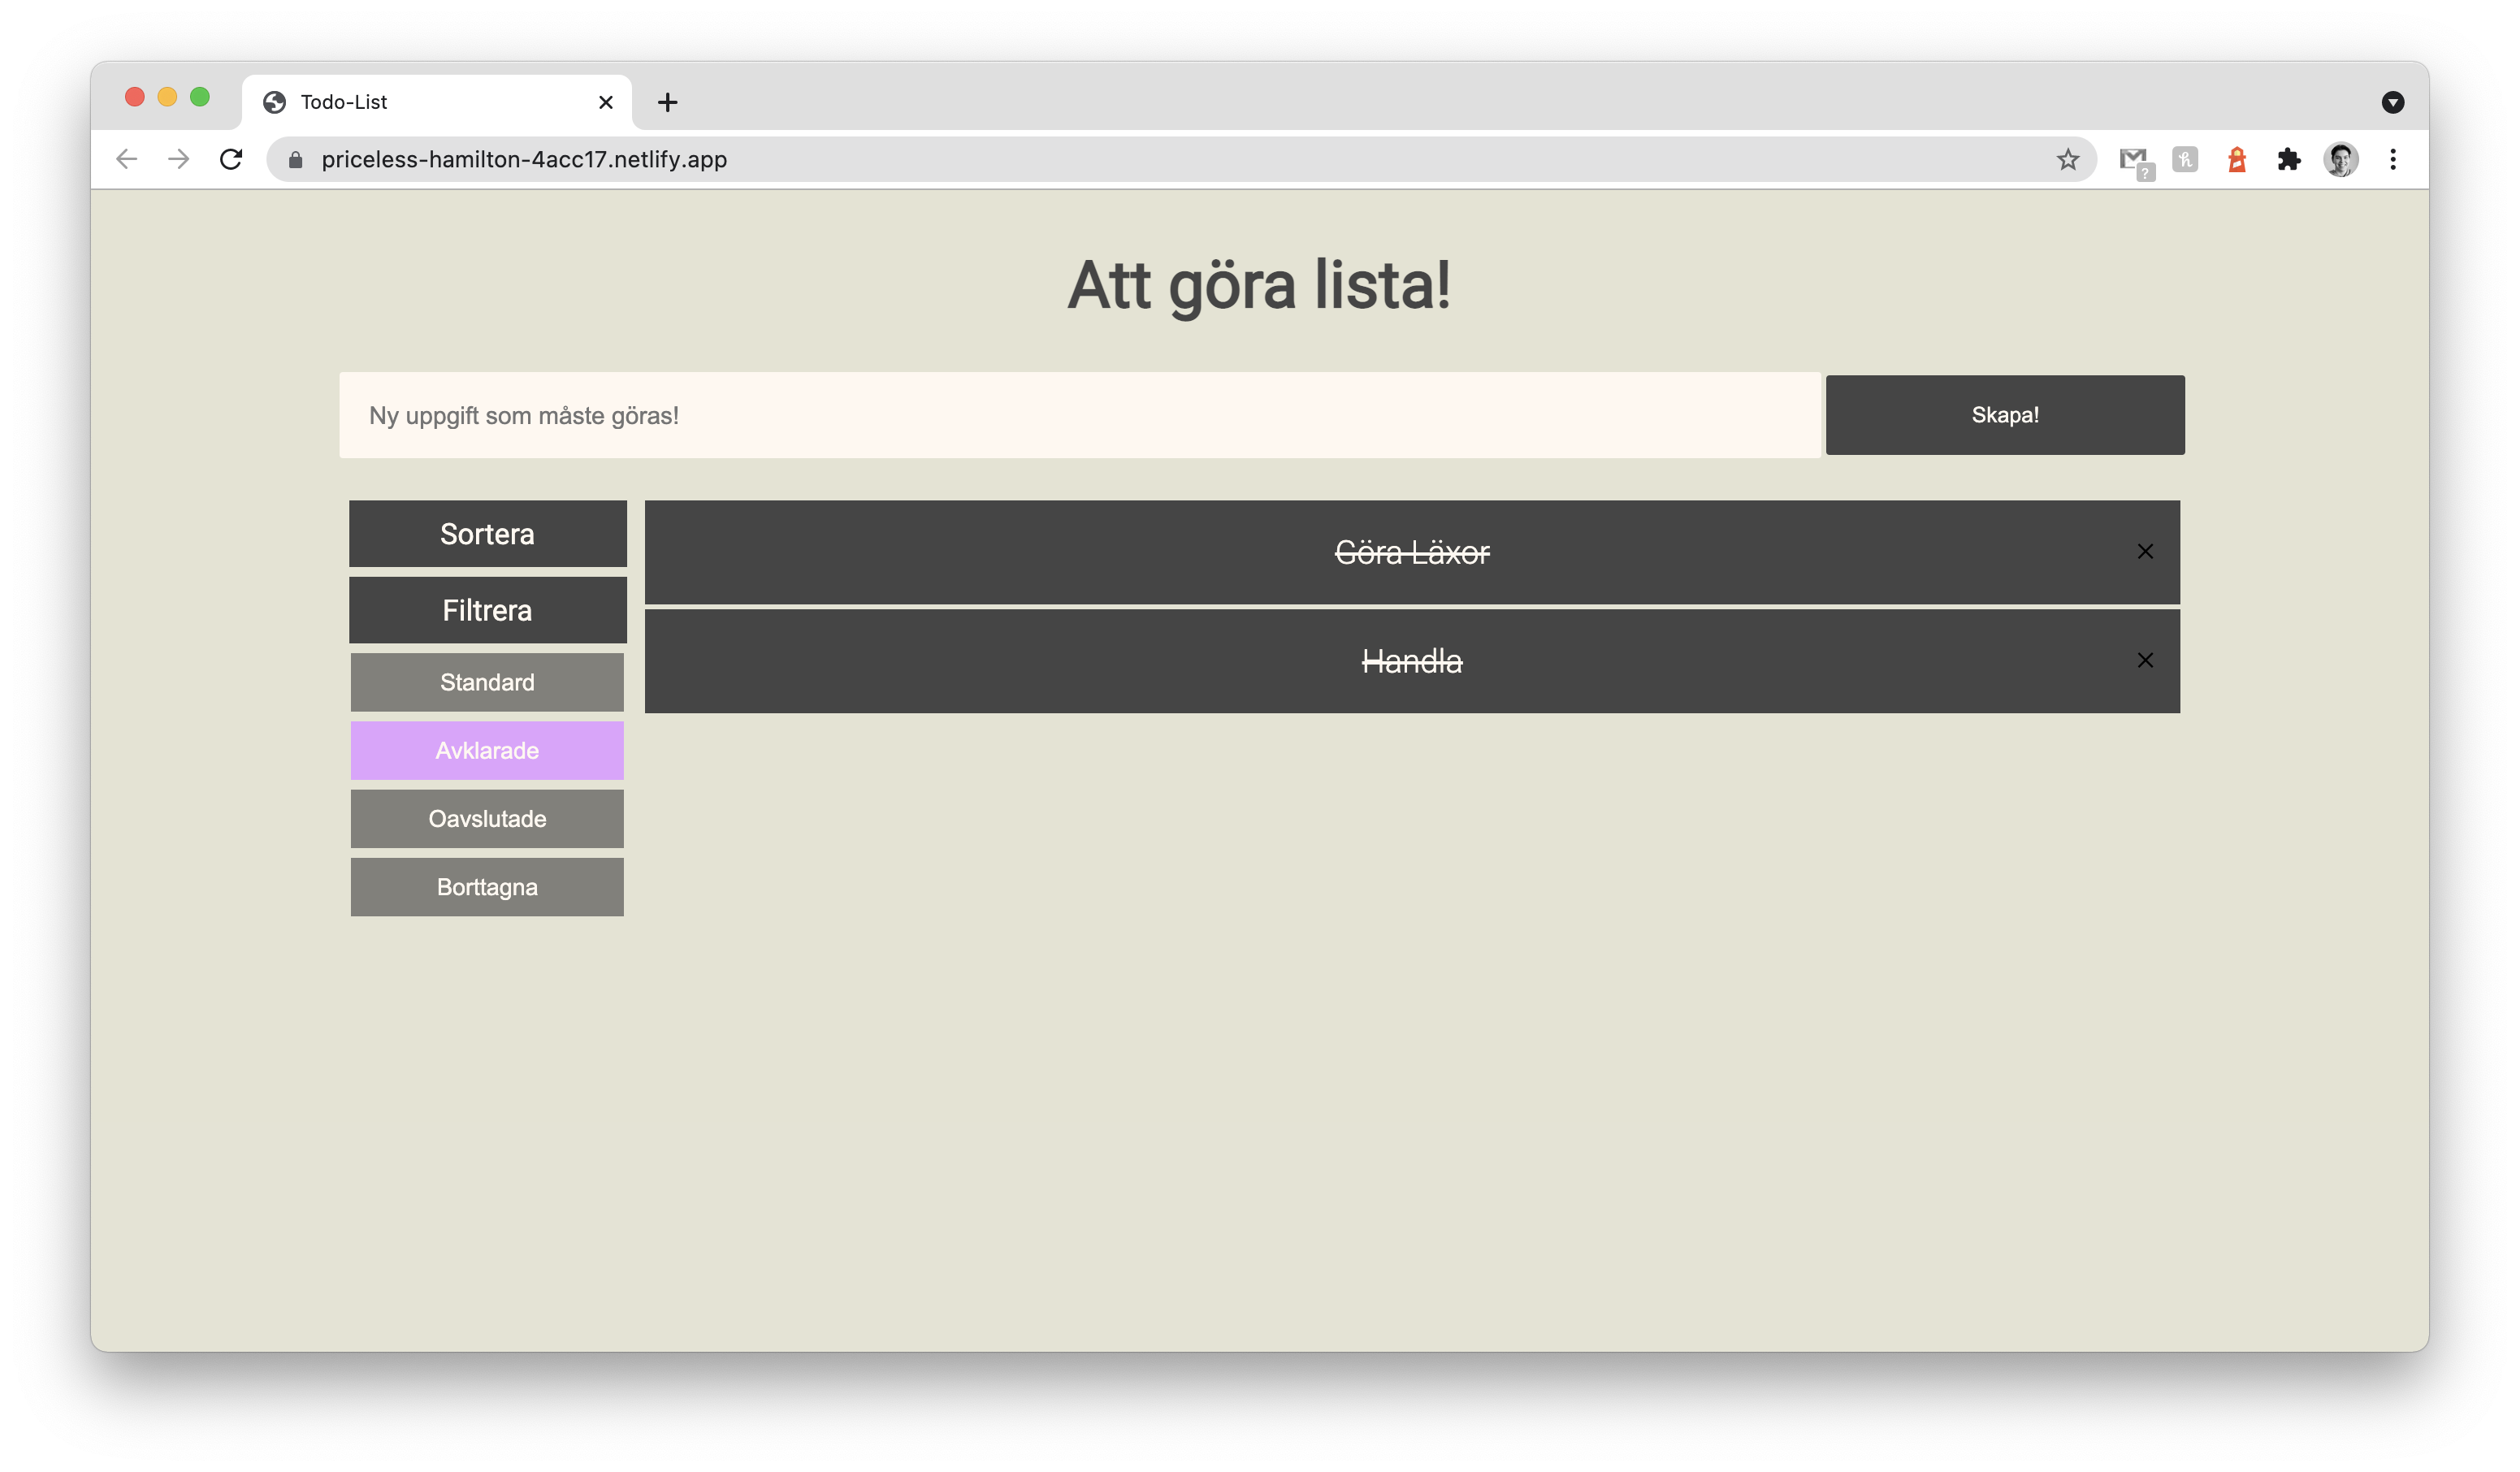 Todo-List
priceless-hamilton-4acc17.netlify.app
?
Att göra lista!
Ny uppgift som måste göras!
Skapa!
Sortera
Göra Läxor
Filtrera
Handla
Standard
Avklarade
Oavslutade
Borttagna